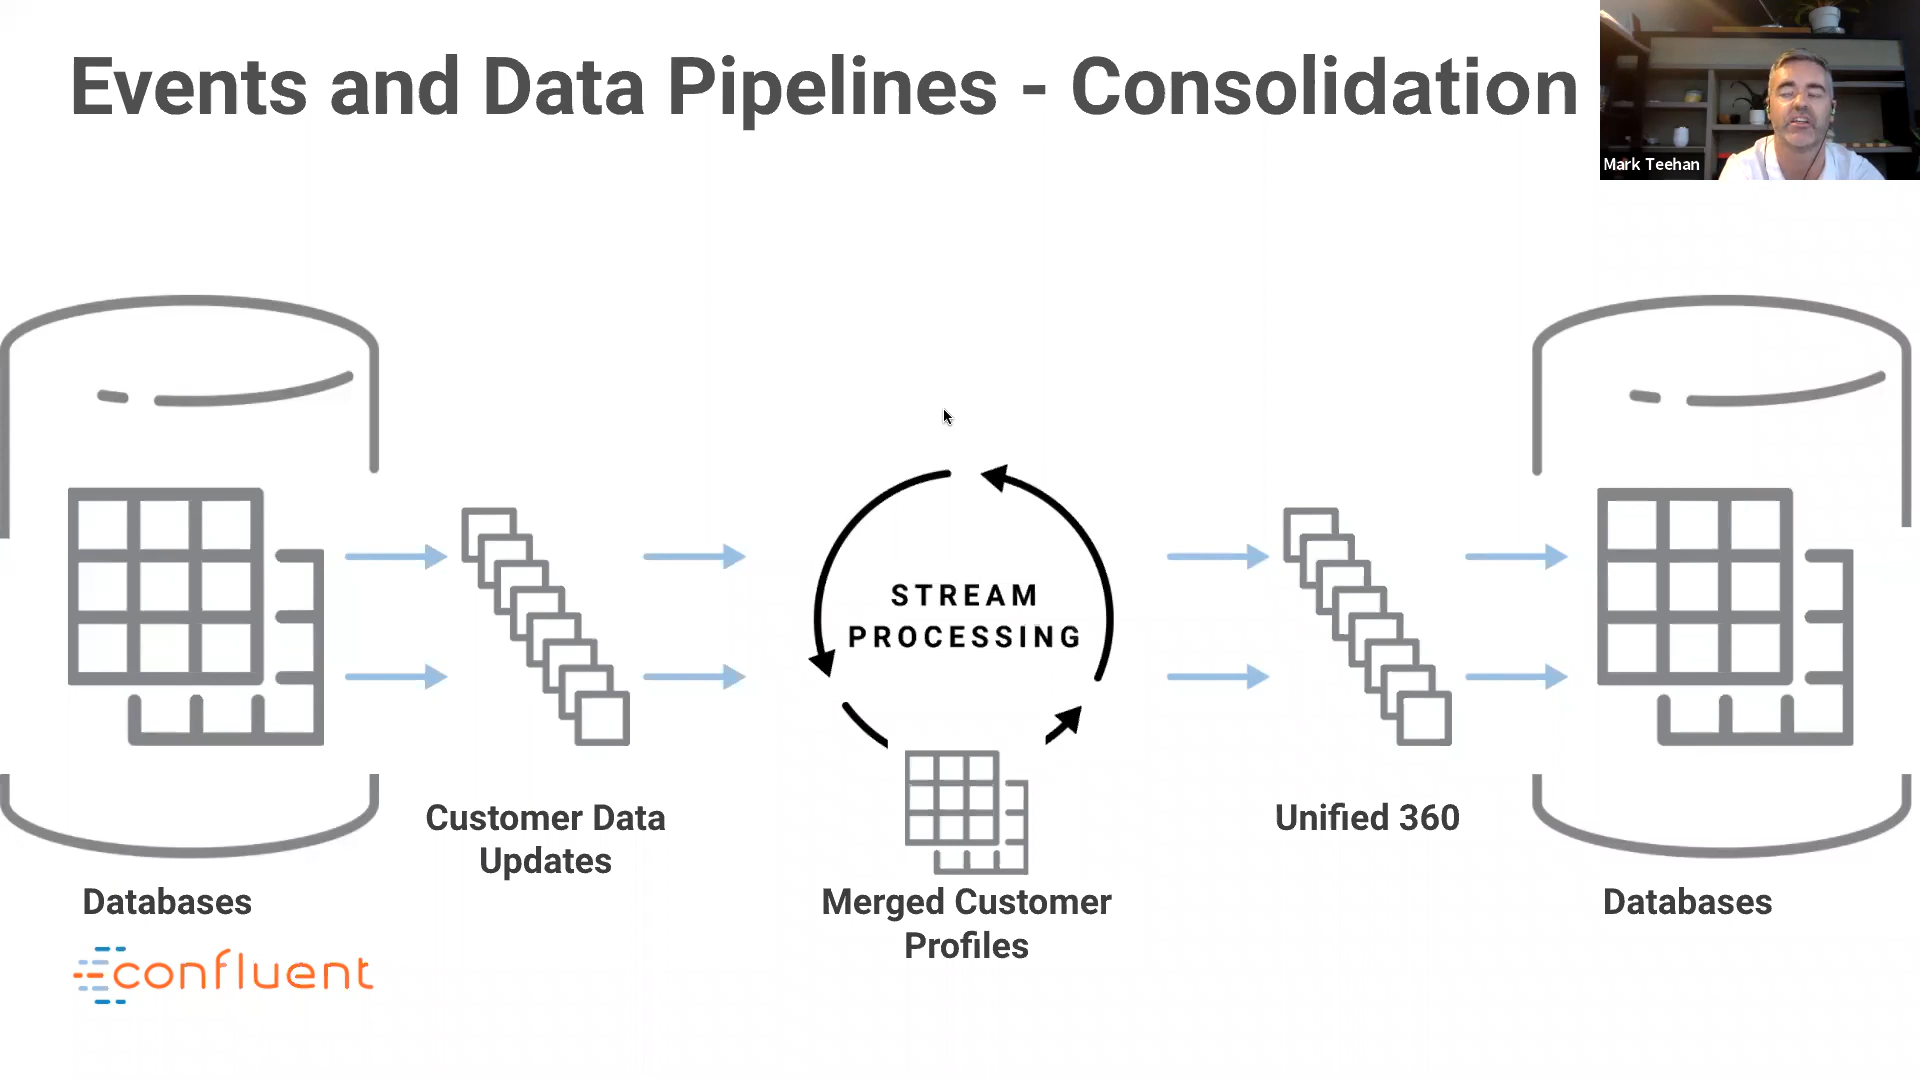 Events and Data Pipelines - Consolidation
Mark Teehan
STREAM
PROCESSING
Customer Data
Updates
Unified 360
Databases
Merged Customer
Profiles
Databases
confluent